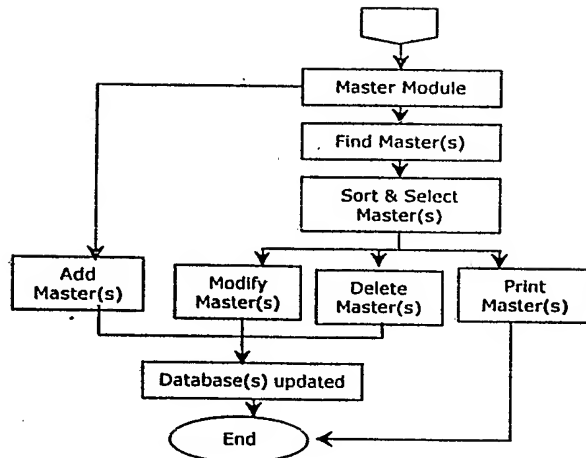 Master Module
Find Master(s)
Sort & Select
Master(s)
Add
Master(s)
Modify
Master(s)
Delete
Master(s)
Print
Master(s)
Database(s) updated
End